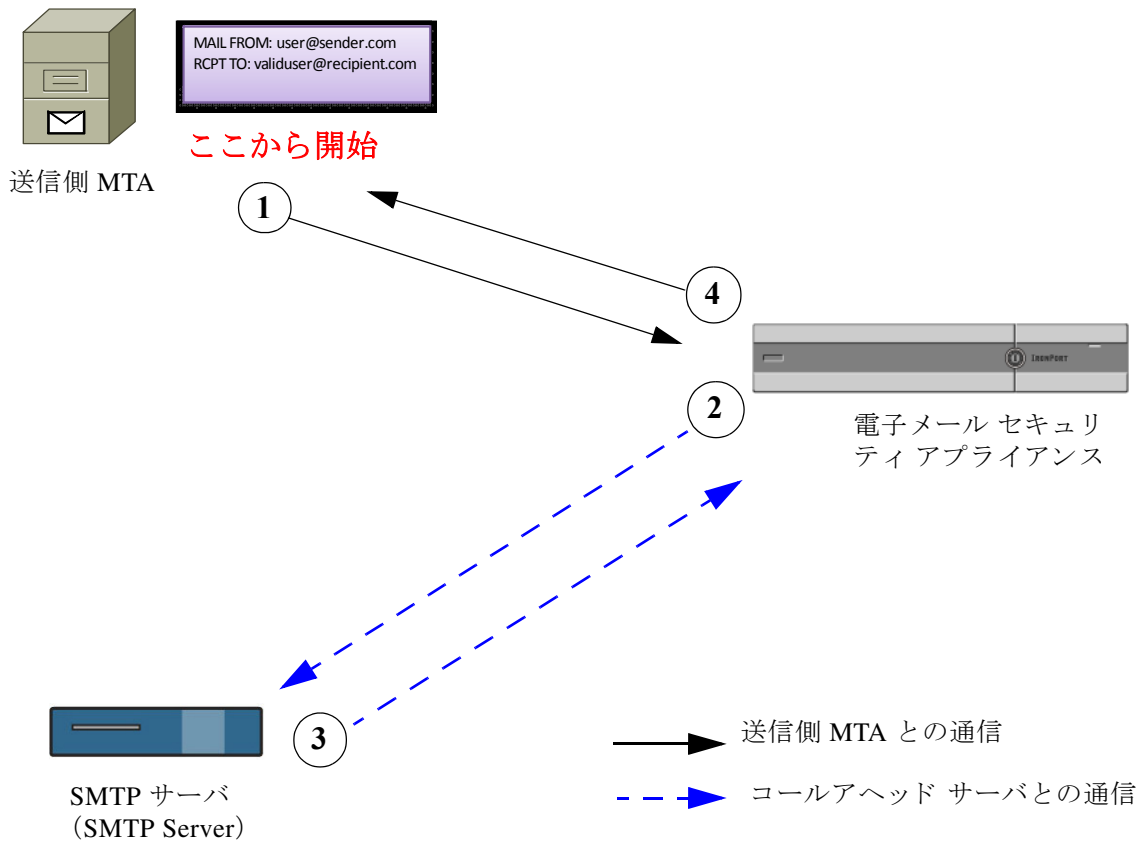 MAIL FROM: user@sender.com
RCPT TO: validuser@recipient.com
ここから開始
送信側 MTA
1
4
IRONPORT
2
電子メール セキュリ
ティ アプライアンス
3
SMTP サーバ
（SMTP Server）
送信側 MTA との通信
コールアヘッド サーバとの通信